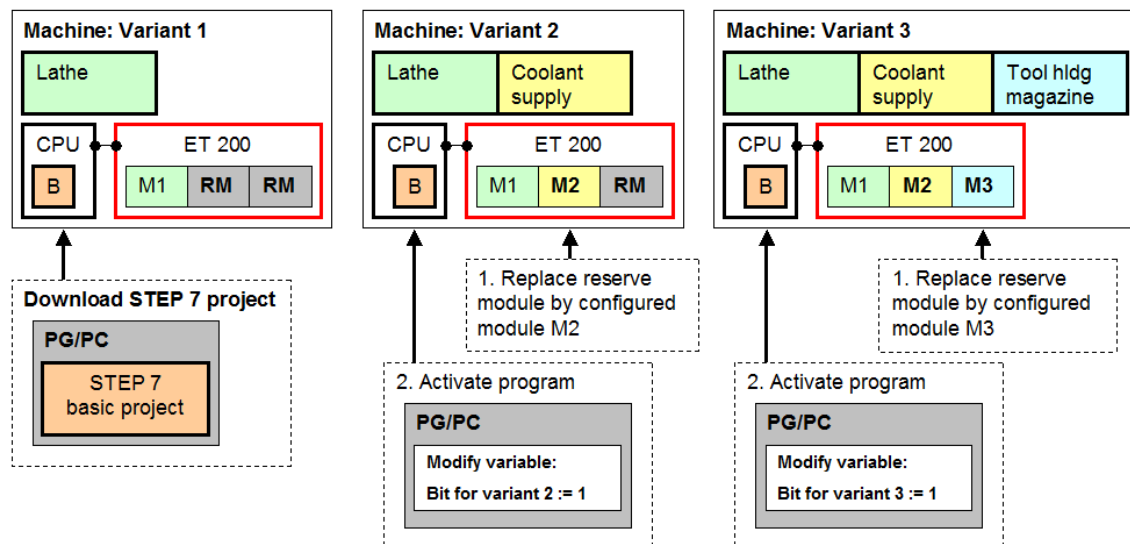 Machine: Variant 1
Lathe
CPU
ET 200
B
M1
RM
RM
Download STEP 7 project
PG/PC
STEP 7
basic project
Machine: Variant 2
Lathe
Coolant
supply
CPU
ET 200
B
M1
M2
RM
1. Replace reserve
module by configured
module M2
2. Activate program
PG/PC
Modify variable:
Bit for variant 2 := 1
Machine: Variant 3
Lathe
Coolant
supply
Tool hldg
magazine
CPU
ET 200
B
M1
M2
M3
1. Replace reserve
module by configured
module M3
2. Activate program
PG/PC
Modify variable:
Bit for variant 3 := 1